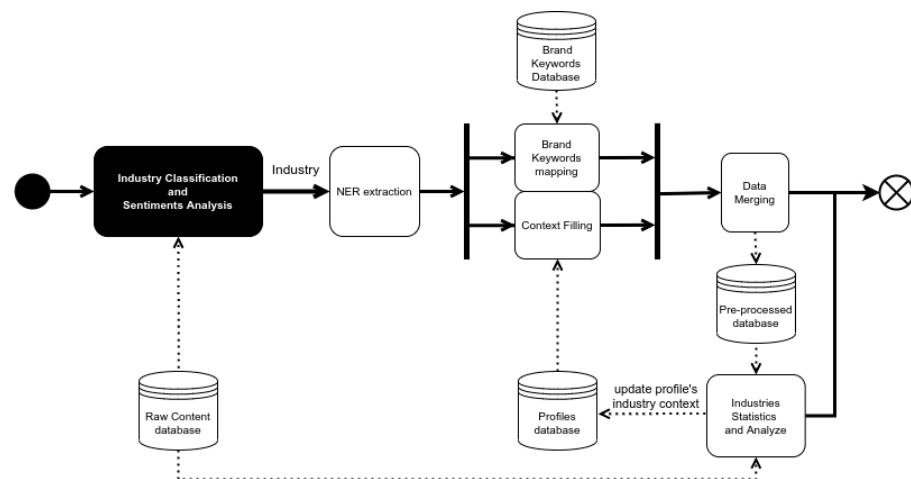 Brand
Keywords
Database
Industry Classification
and
Sentiments Analysis
Industry
NER extraction
Brand
Keywords
mapping
Context Filling
Data
Merging
Pre-processed
database
Raw Content
database
Profiles
database
update profile's
industry context
Industries
Statistics
and Analyze